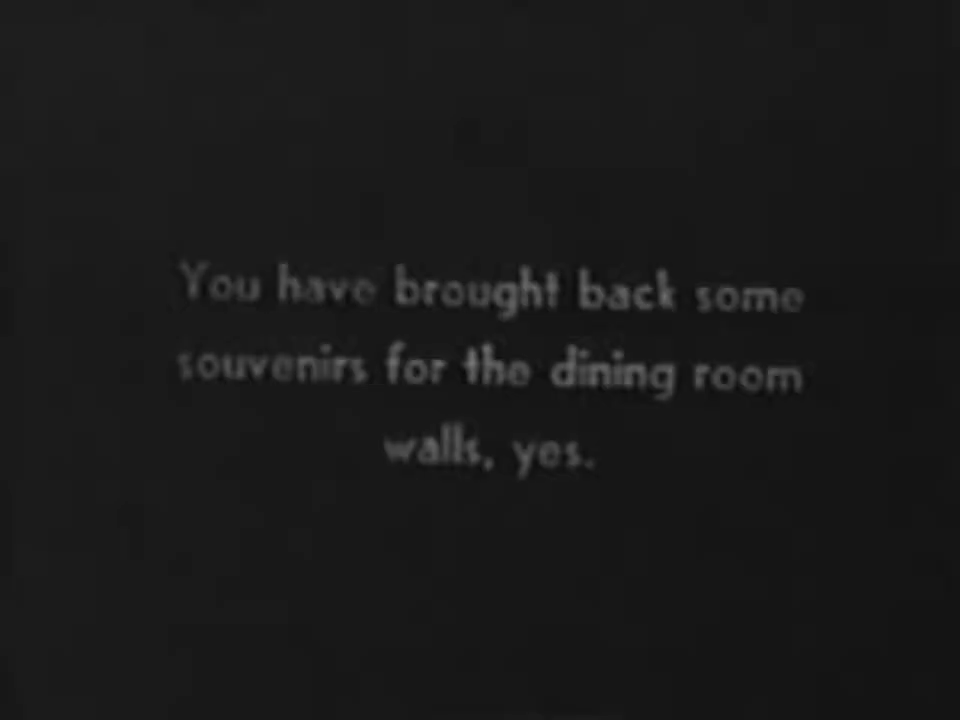 You have brought back some
souvenirs for the dining room
walls, yes.